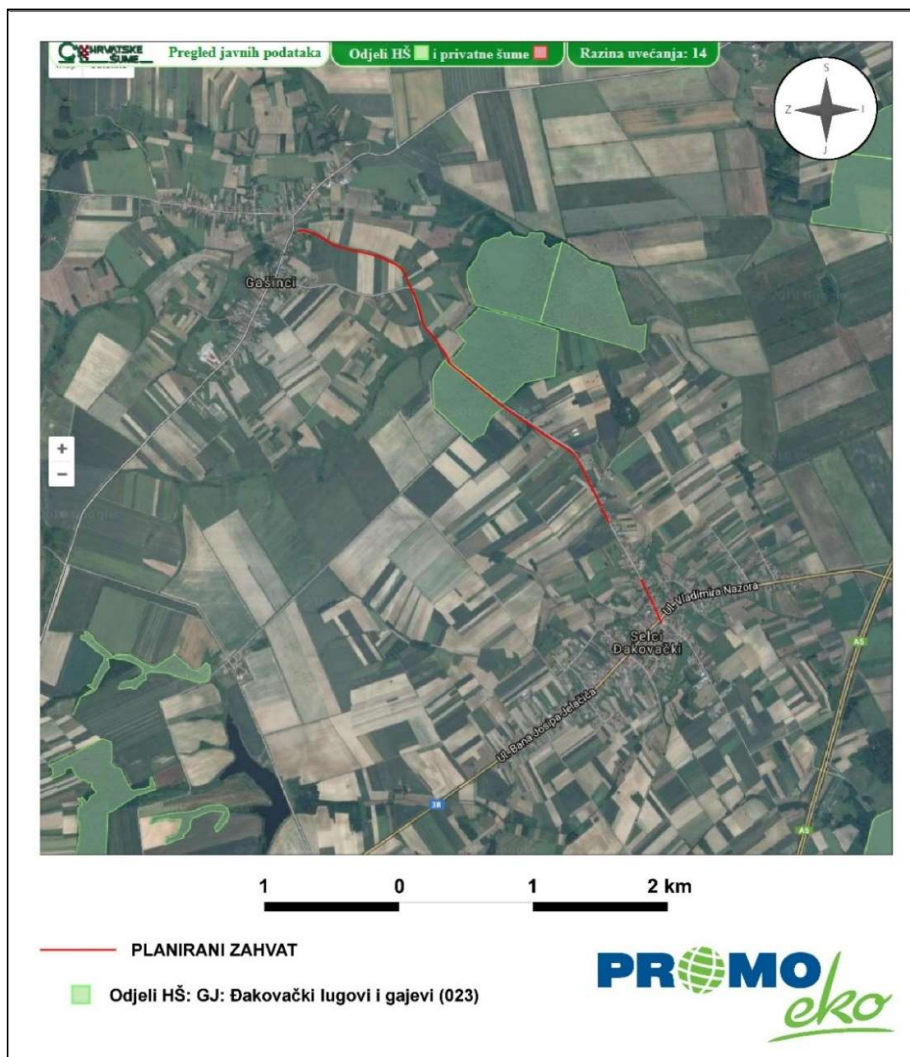 HRVATSKE ŠUME
Pregled javnih podataka
Odjeli HŠ i privatne šume
Razina uvećanja: 14
S
Z
I
J
Gašinci
+
−
Ul. Vladimira Nazora
Selci
Đakovački
A5
Ul. Bana Josipa Jelačića
38
A5
1 0 1 2 km
PLANIRANI ZAHVAT
Odjeli HŠ: GJ: Đakovački lugovi i gajevi (023)
PROMO
eko